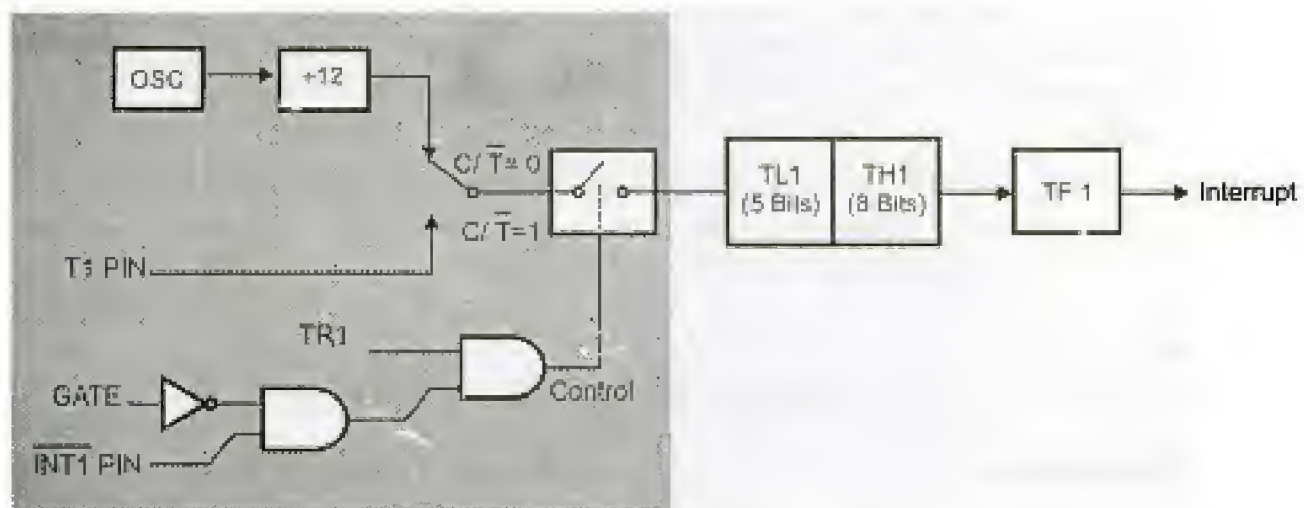 OSC
÷12
C/T̅ = 0
C/T̅=1
TL1
(5 Bits)
TH1
(8 Bits)
TF 1
Interrupt
T1 PIN
TR1
Control
GATE
I̅N̅T̅1̅ PIN